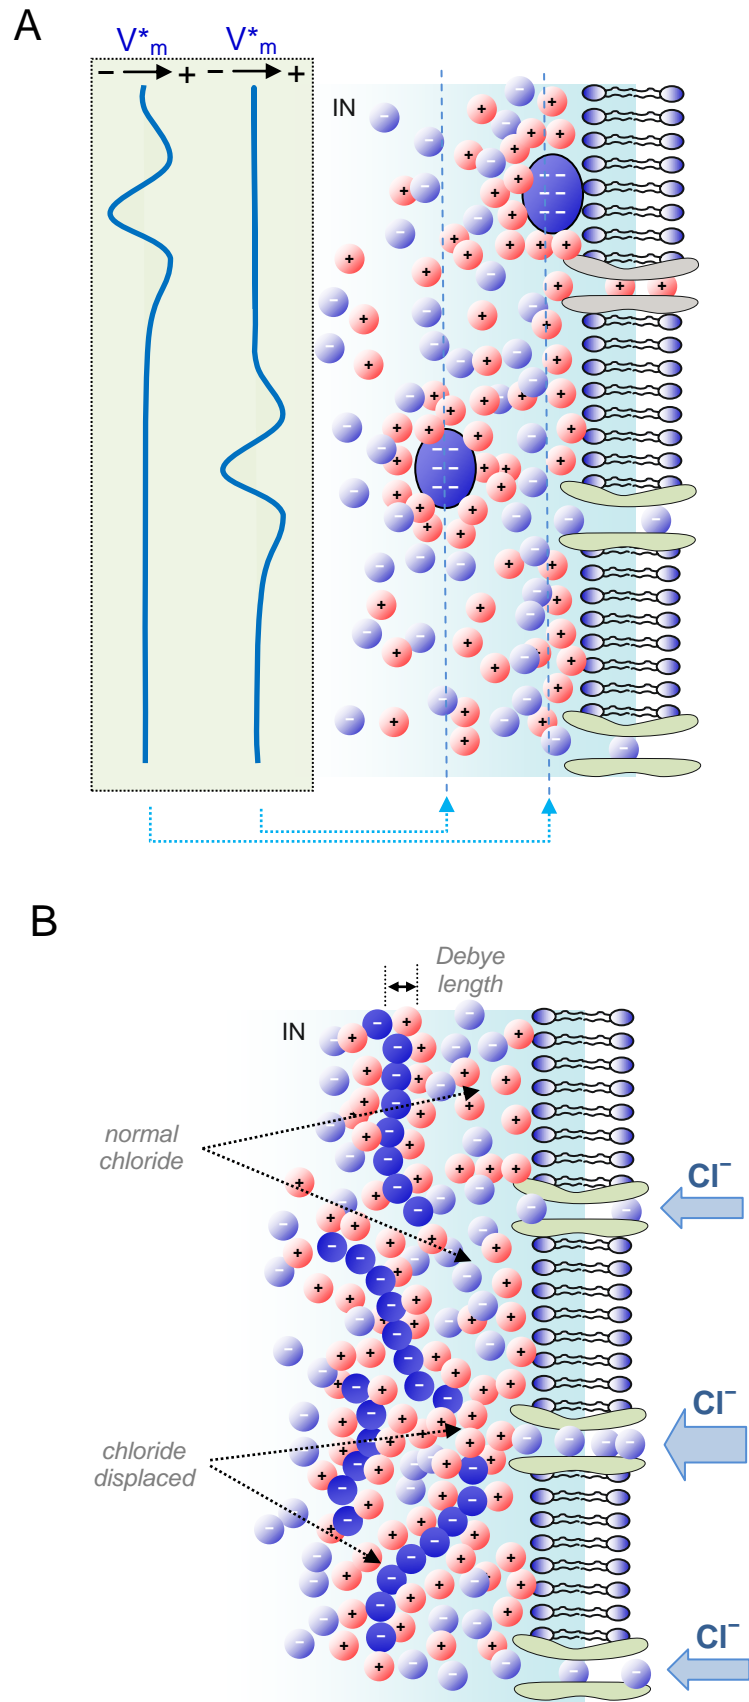 A
V*m V*m
− + − +
IN
B
Debye
length
IN
normal
chloride
Cl⁻
Cl⁻
chloride
displaced
Cl⁻